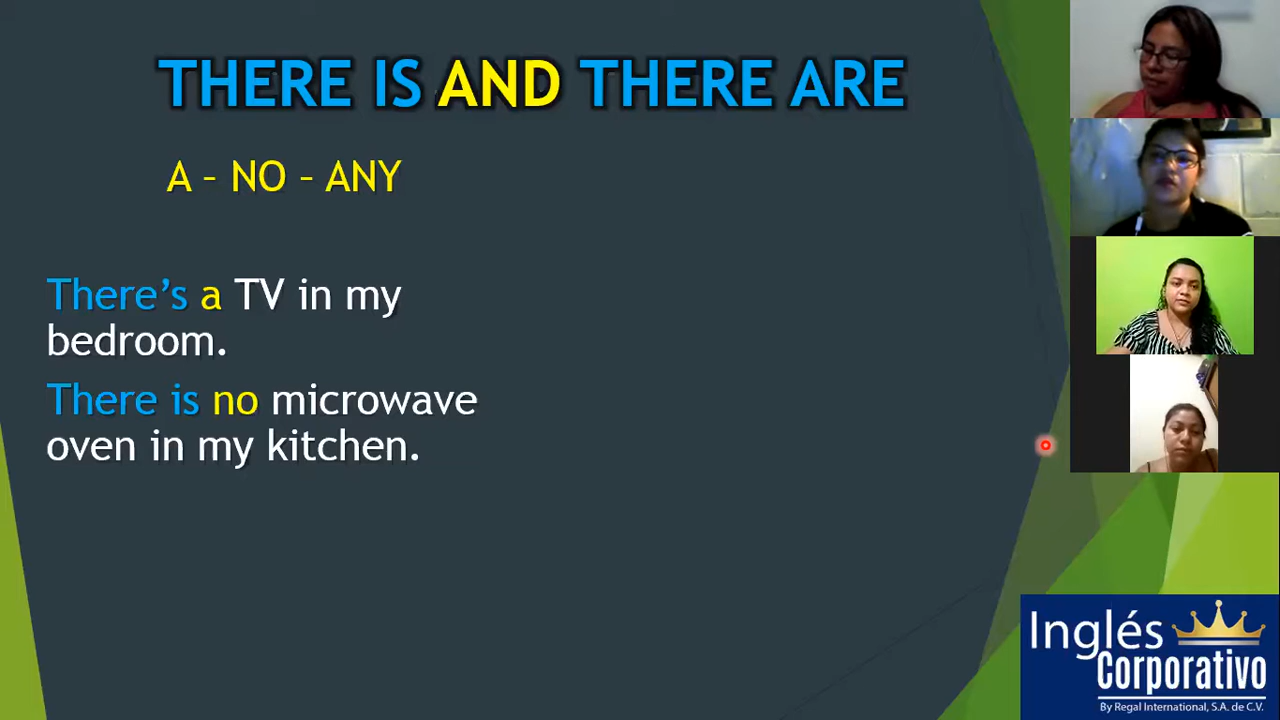 THERE IS AND THERE ARE
A – NO – ANY
There's a TV in my
bedroom.
There is no microwave
oven in my kitchen.
Inglés
Corporativo
By Regal International, S.A. de C.V.